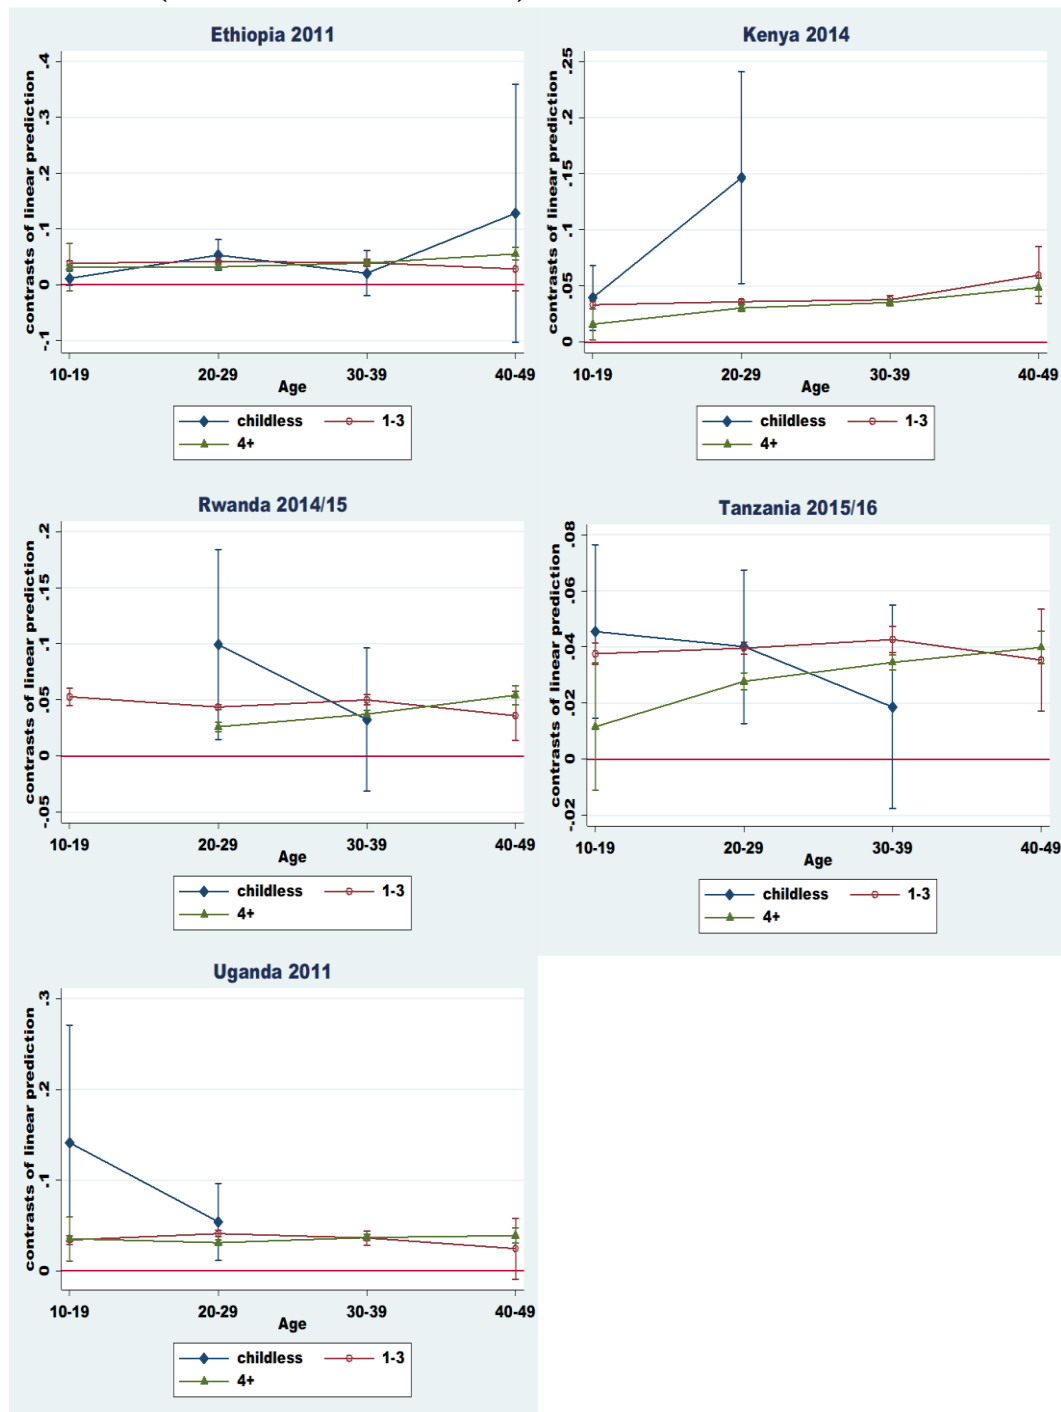 Ethiopia 2011
contrasts of linear prediction
.4
.3
.2
.1
0
-.1
10-19 20-29 30-39 40-49
Age
childless 1-3
4+
Kenya 2014
contrasts of linear prediction
.25
.2
.15
.1
.05
0
10-19 20-29 30-39 40-49
Age
childless 1-3
4+
Rwanda 2014/15
contrasts of linear prediction
.2
.15
.1
.05
0
-.05
10-19 20-29 30-39 40-49
Age
childless 1-3
4+
Tanzania 2015/16
contrasts of linear prediction
.08
.06
.04
.02
0
-.02
10-19 20-29 30-39 40-49
Age
childless 1-3
4+
Uganda 2011
contrasts of linear prediction
.3
.2
.1
0
10-19 20-29 30-39 40-49
Age
childless 1-3
4+